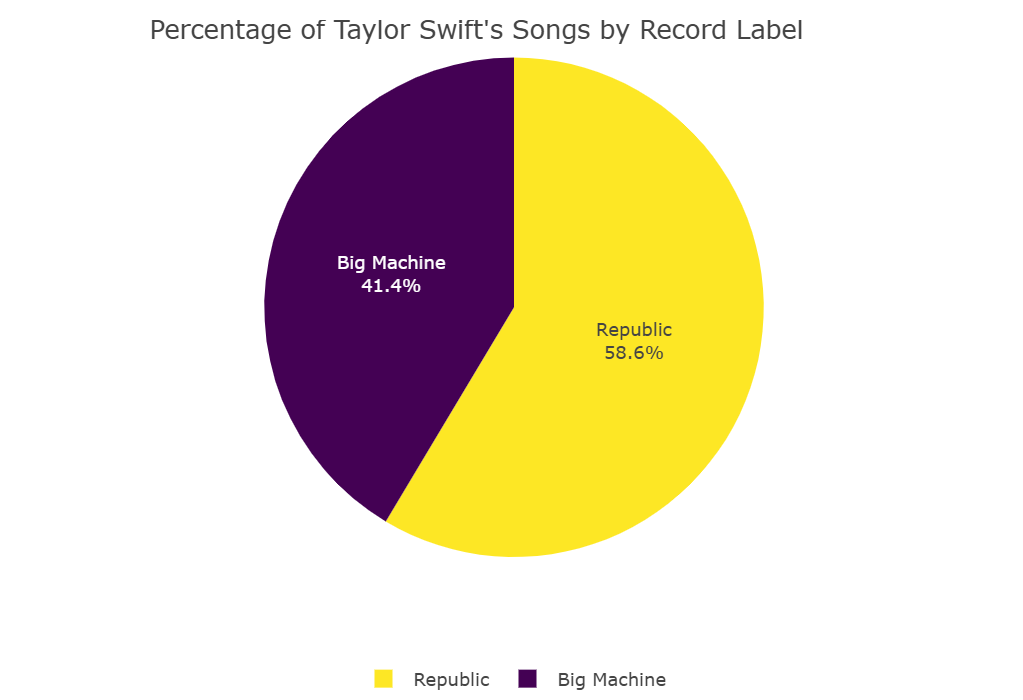 Percentage of Taylor Swift's Songs by Record Label
Big Machine
41.4%
Republic
58.6%
Republic
Big Machine